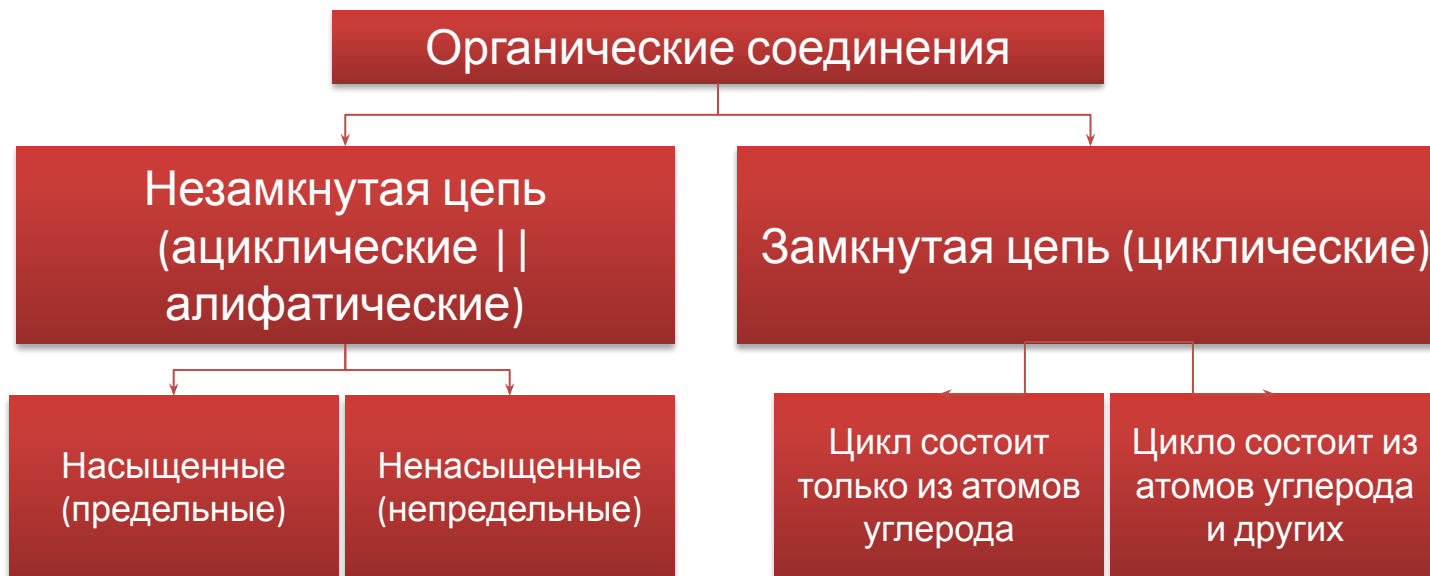 Органические соединения
Незамкнутая цепь
(ациклические ||
алифатические)
Замкнутая цепь (циклические)
Насыщенные
(предельные)
Ненасыщенные
(непредельные)
Цикл состоит
только из атомов
углерода
Цикло состоит из
атомов углерода
и других